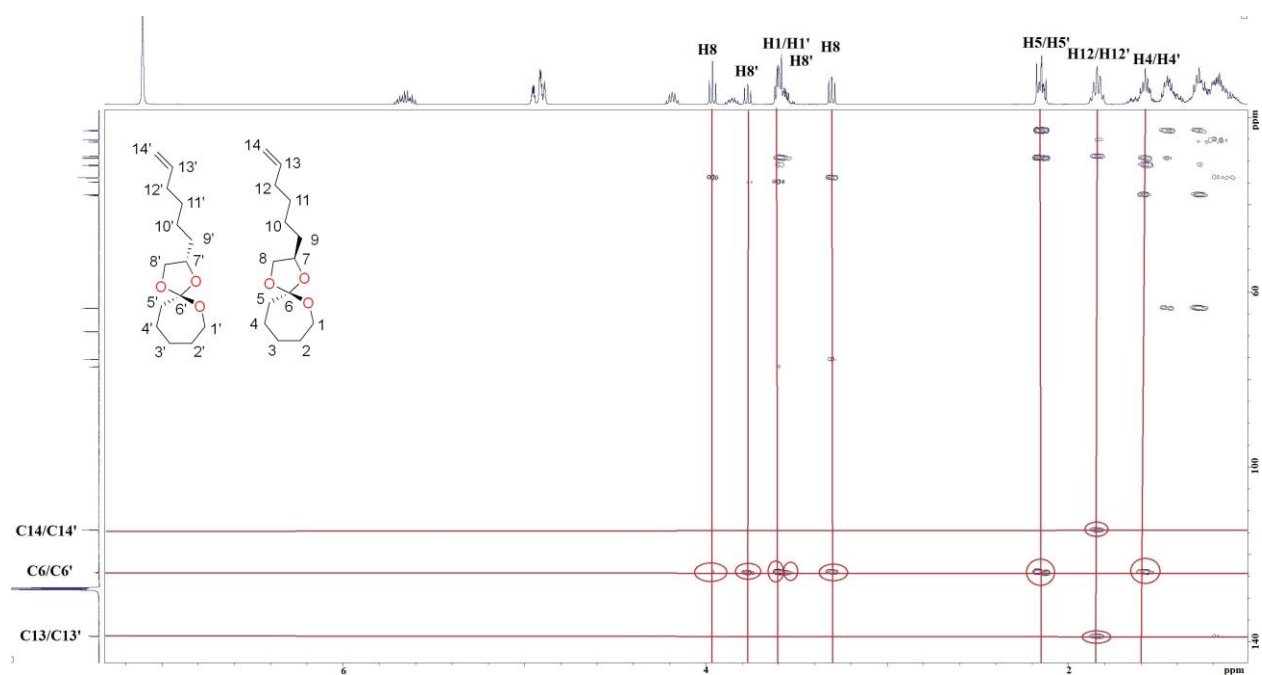 H8
H8'
H1/H1'
H8'
H8
H5/H5'
H12/H12'
H4/H4'
ppm
14'
13'
12'
11'
10'
9'
8'
7'
O
O
5'
6'
O
4'
1'
3'
2'
14
13
12
11
10
9
8
7
O
O
5
6
O
4
1
3
2
60
100
140
C14/C14'
C6/C6'
C13/C13'
6
4
2
ppm